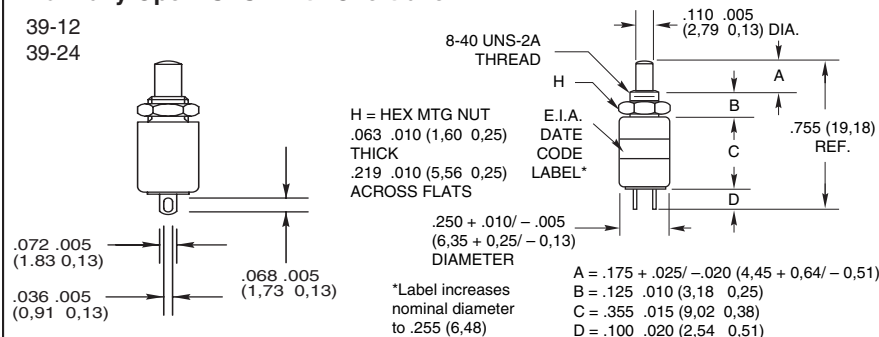 39-12
39-24
8-40 UNS-2A
THREAD
.110 .005
(2,79 0,13) DIA.
H
A
B
C
D
.755 (19,18)
REF.
H = HEX MTG NUT
.063 .010 (1,60 0,25)
THICK
.219 .010 (5,56 0,25)
ACROSS FLATS
E.I.A.
DATE
CODE
LABEL*
.250 + .010/ – .005
(6,35 + 0,25/ – 0,13)
DIAMETER
.072 .005
(1.83 0,13)
.036 .005
(0,91 0,13)
.068 .005
(1,73 0,13)
*Label increases
nominal diameter
to .255 (6,48)
A = .175 + .025/ –.020 (4,45 + 0,64/ – 0,51)
B = .125 .010 (3,18 0,25)
C = .355 .015 (9,02 0,38)
D = .100 .020 (2,54 0,51)